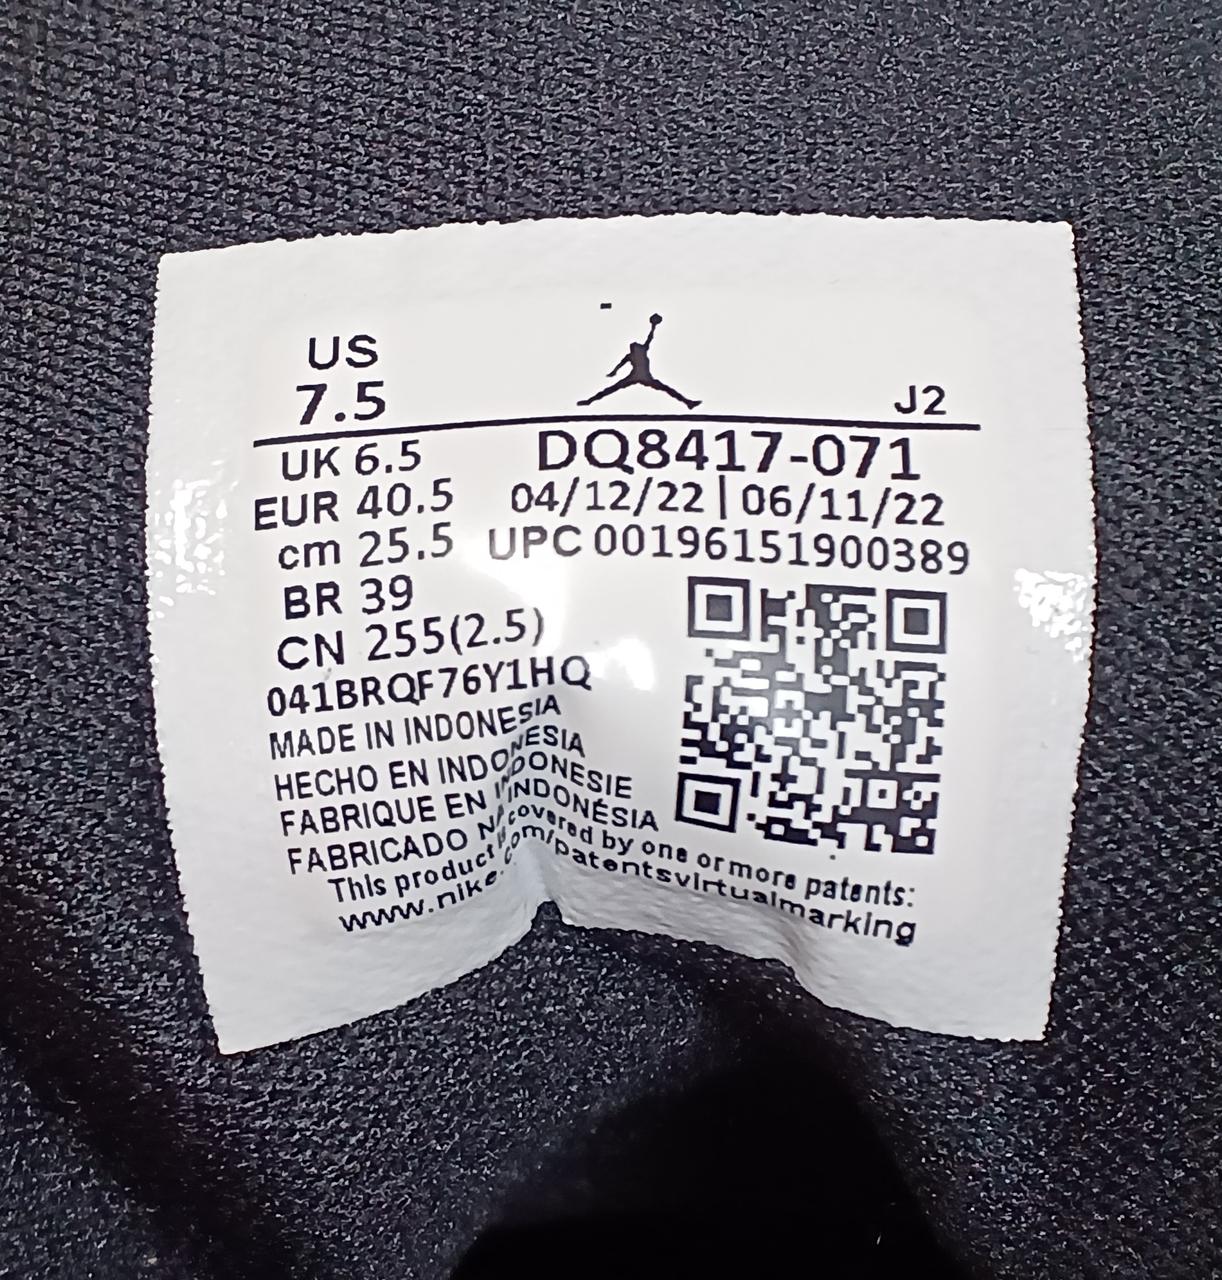 US
7.5
J2
UK 6.5
DQ8417-071
EUR 40.5
04/12/22 | 06/11/22
cm 25.5
UPC 00196151900389
BR 39
CN 255(2.5)
041BRQF76Y1HQ
MADE IN INDONESIA
HECHO EN INDONESIA
FABRIQUE EN INDONESIE
FABRICADO NA INDONÉSIA
This product is covered by one or more patents:
www.nike.com/patentsvirtualmarking